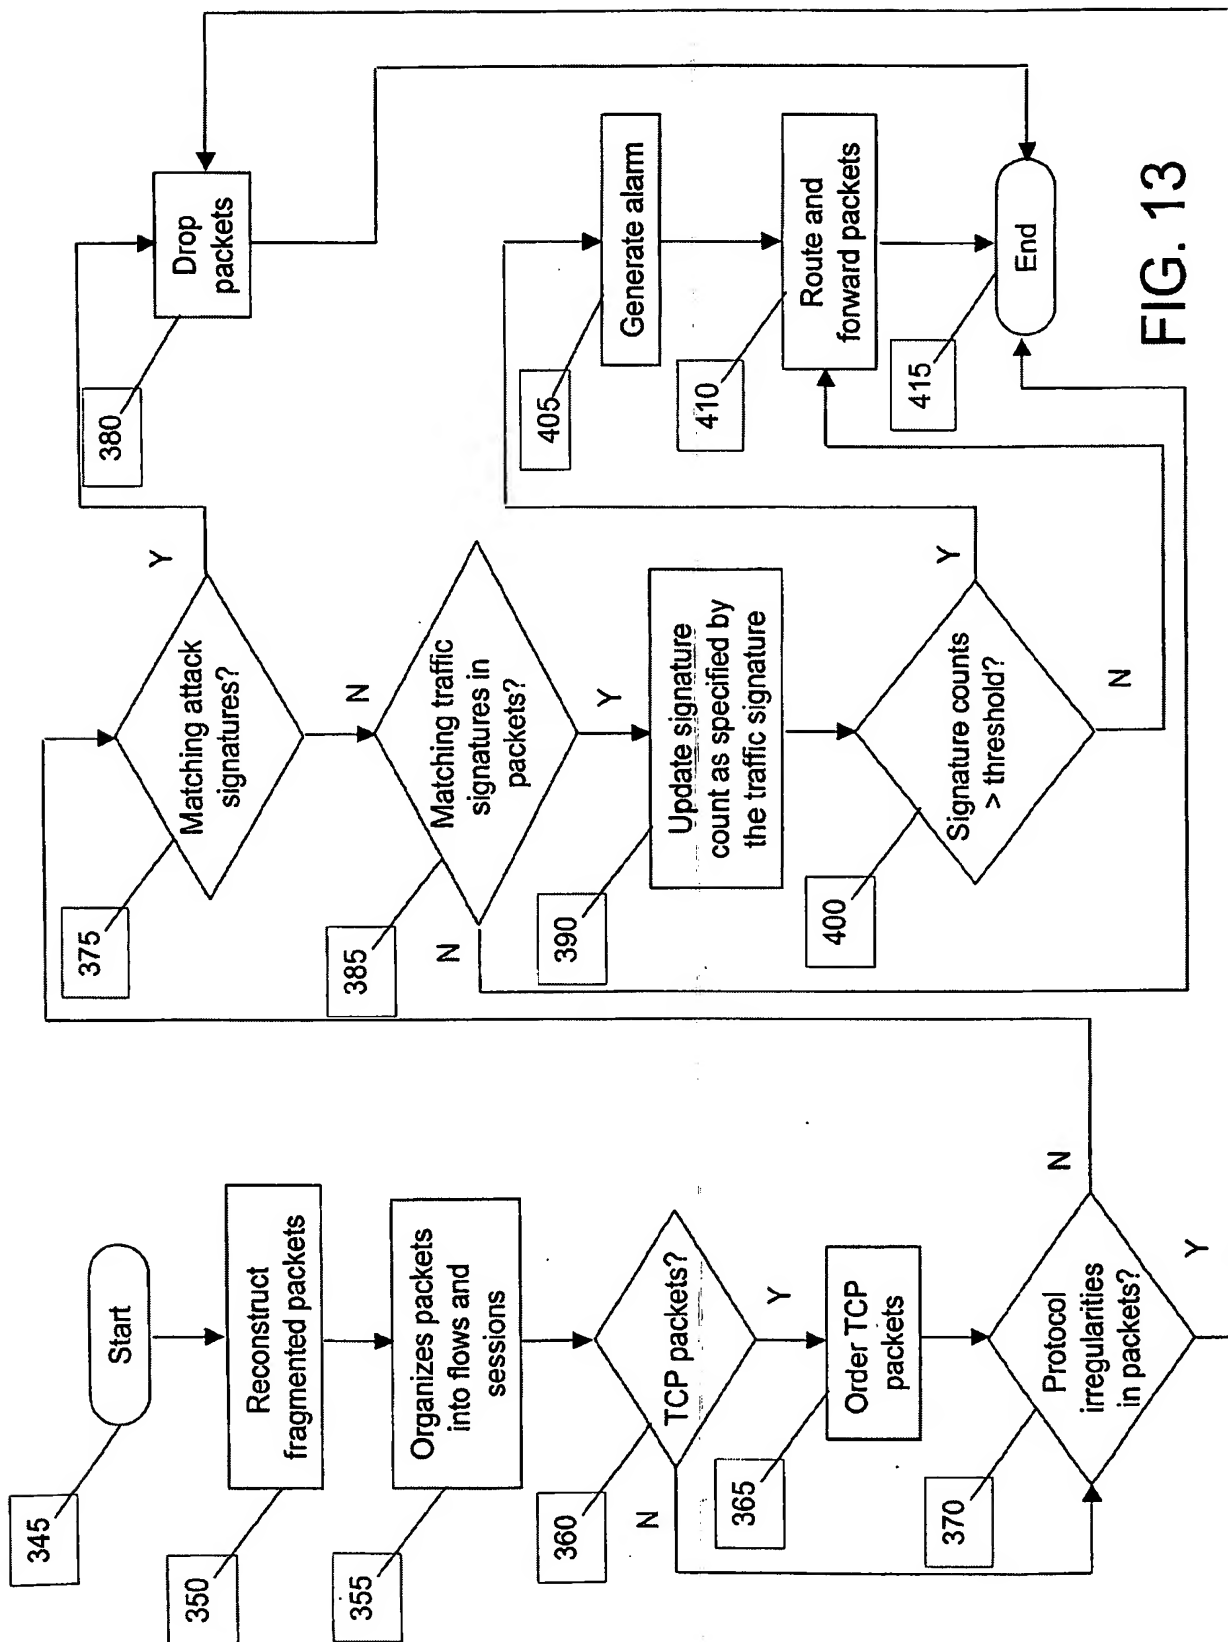 345
Start
350
Reconstruct
fragmented packets
355
Organizes packets
into flows and
sessions
360
TCP packets?
N
Y
365
Order TCP
packets
370
Protocol
irregularities
in packets?
N
Y
375
Matching attack
signatures?
Y
N
380
Drop
packets
385
Matching traffic
signatures in
packets?
N
Y
390
Update signature
count as specified by
the traffic signature
400
Signature counts
> threshold?
Y
N
405
Generate alarm
410
Route and
forward packets
415
End
FIG. 13